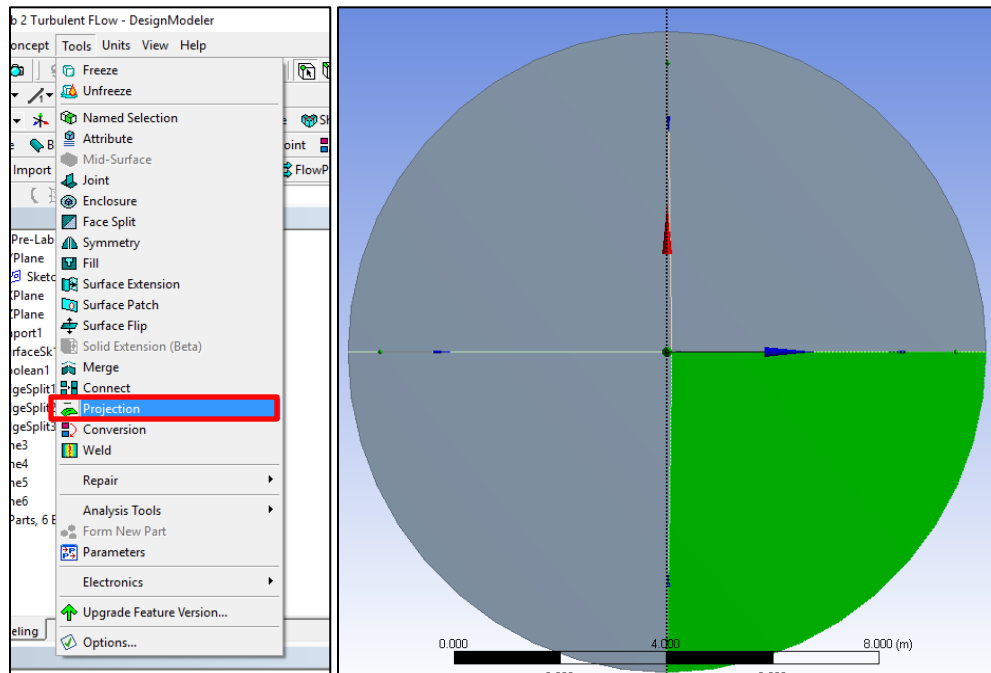 b 2 Turbulent FLow - DesignModeler
oncept Tools Units View Help
Freeze
Unfreeze
Named Selection
Attribute
Mid-Surface
Import
Joint
oint
FlowP
Enclosure
Face Split
Pre-Lab
Symmetry
Plane
Fill
Sketc
Surface Extension
Plane
Surface Patch
Plane
Surface Flip
port1
Solid Extension (Beta)
rfaceSk
Merge
olean1
Connect
dgeSplit1
Projection
dgeSplit
Conversion
dgeSplit3
Weld
ne3
ne4
Repair
ne5
ne6
Analysis Tools
Parts, 6 E
Form New Part
Parameters
Electronics
Upgrade Feature Version...
eling
Options...
0.000 4.000 8.000 (m)